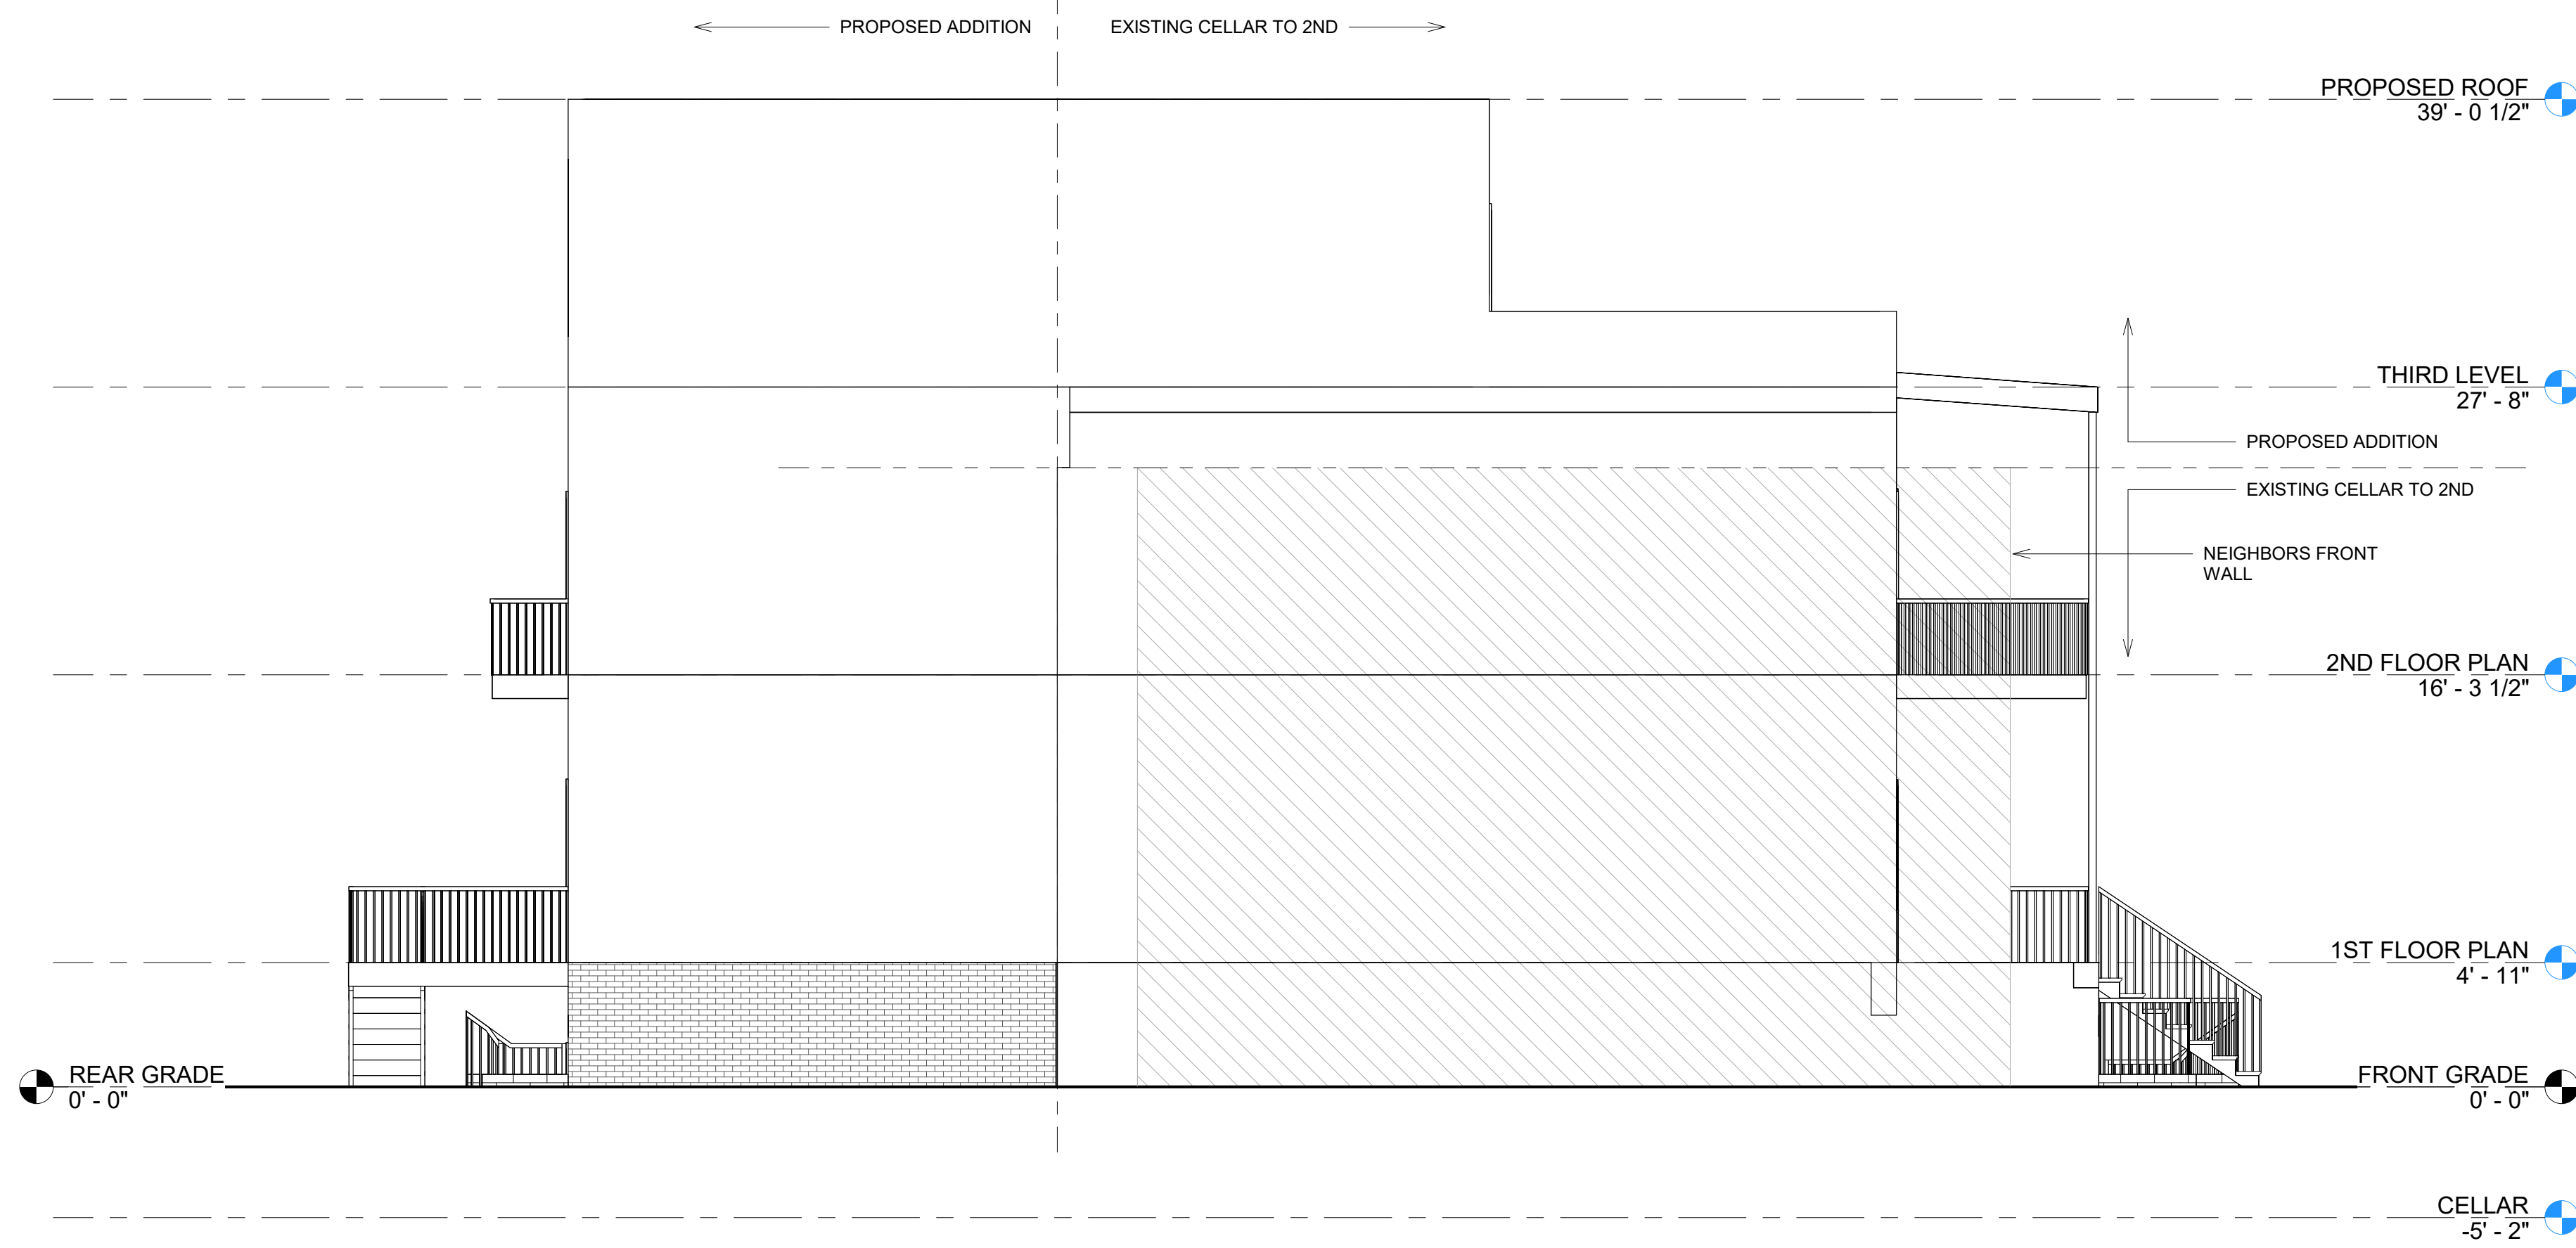 PROPOSED ADDITION
EXISTING CELLAR TO 2ND
PROPOSED ROOF
39' - 0 1/2"
THIRD LEVEL
27' - 8"
PROPOSED ADDITION
EXISTING CELLAR TO 2ND
NEIGHBORS FRONT
WALL
2ND FLOOR PLAN
16' - 3 1/2"
1ST FLOOR PLAN
4' - 11"
REAR GRADE
0' - 0"
FRONT GRADE
0' - 0"
CELLAR
-5' - 2"